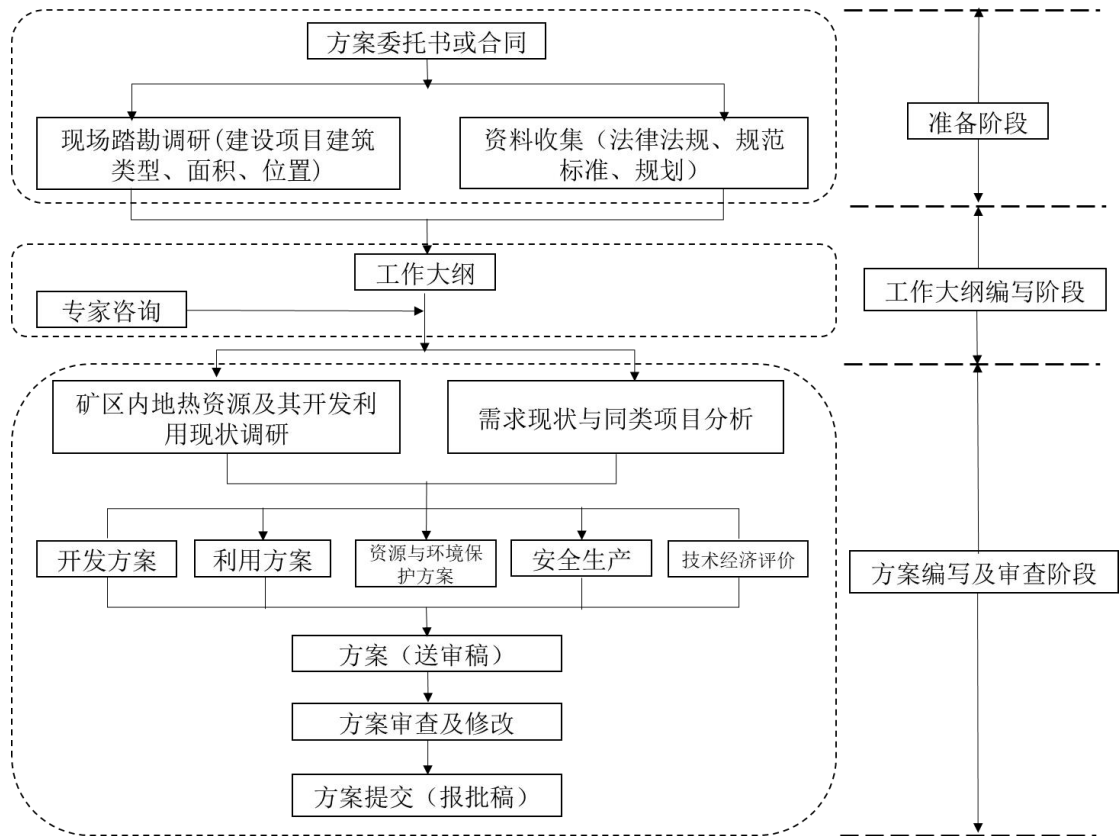 方案委托书或合同
现场踏勘调研(建设项目建筑
类型、面积、位置)
资料收集（法律法规、规范
标准、规划）
准备阶段
工作大纲
专家咨询
工作大纲编写阶段
矿区内地热资源及其开发利
用现状调研
需求现状与同类项目分析
开发方案
利用方案
资源与环境保
护方案
安全生产
技术经济评价
方案编写及审查阶段
方案（送审稿）
方案审查及修改
方案提交（报批稿）